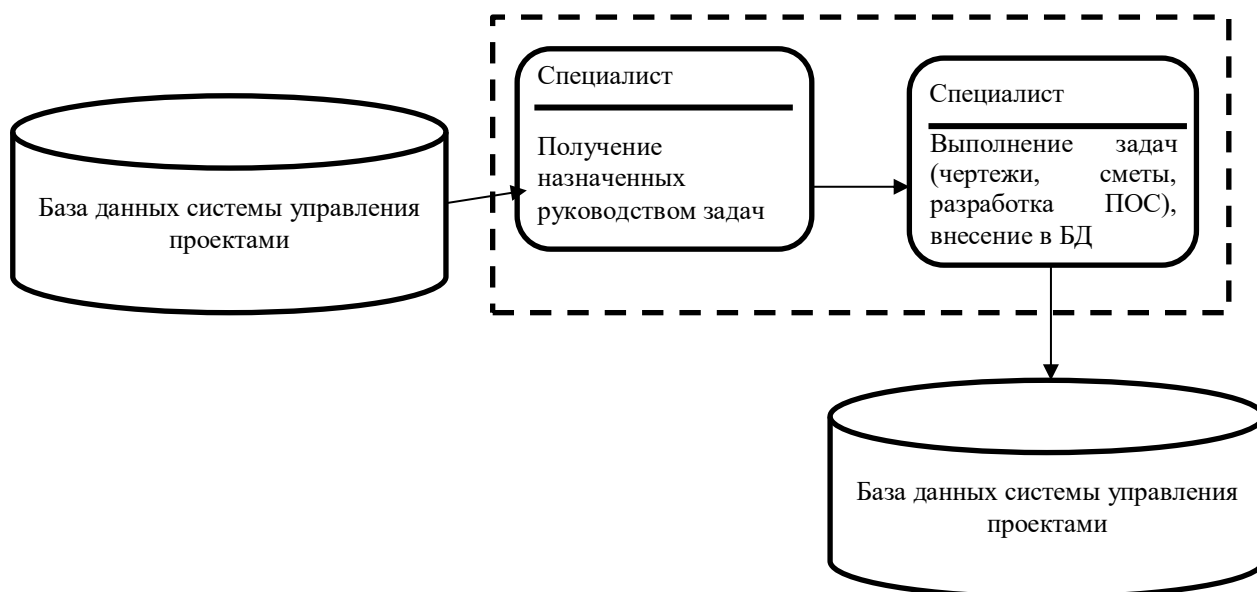 База данных системы управления
проектами
Специалист
Получение
назначенных
руководством задач
Специалист
Выполнение задач
(чертежи, сметы,
разработка ПОС),
внесение в БД
База данных системы управления
проектами